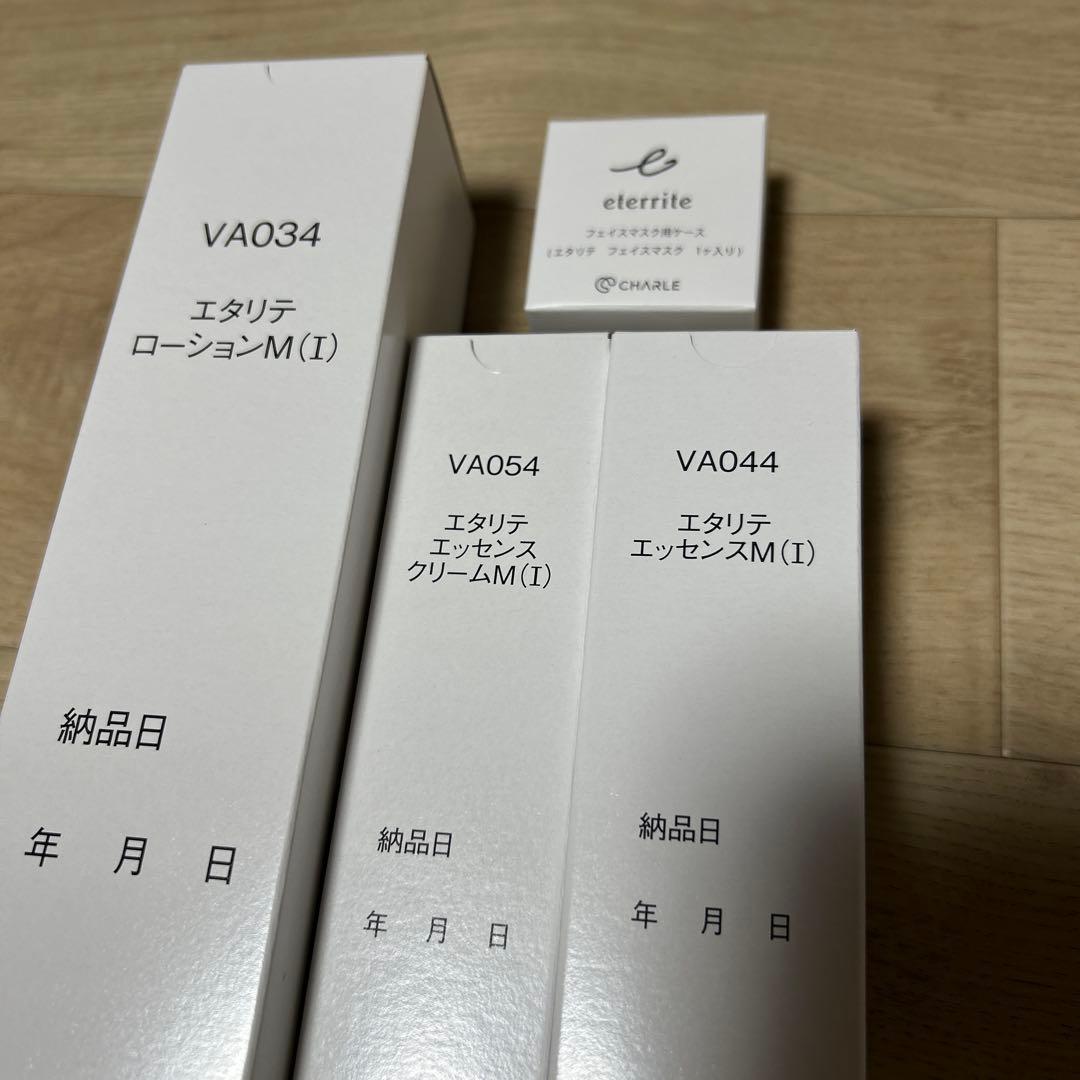 VA034
エタリテ
ローションM(I)
納品日
年 月 日
eterrite
フェイスマスク用ケース
(エタリテ フェイスマスク 1ヶ入り)
CHARLE
VA054
エタリテ
エッセンス
クリームM(I)
納品日
年 月 日
VA044
エタリテ
エッセンスM(I)
納品日
年 月 日